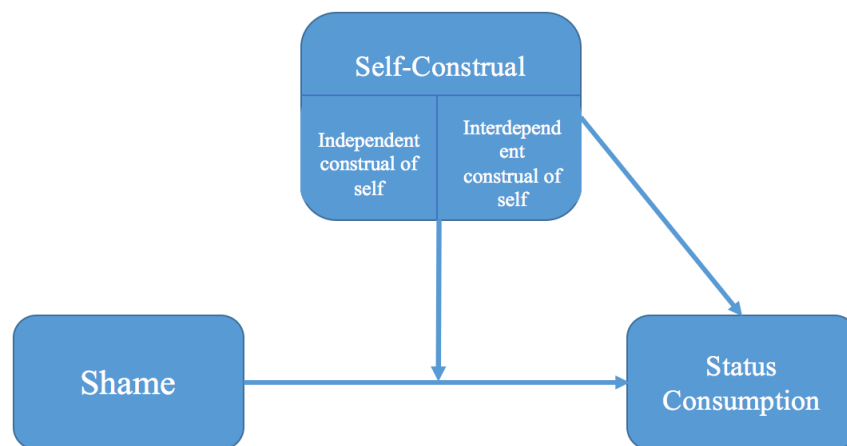 Self-Construal
Independent
construal of
self
Interdepend
ent
construal of
self
Shame
Status
Consumption